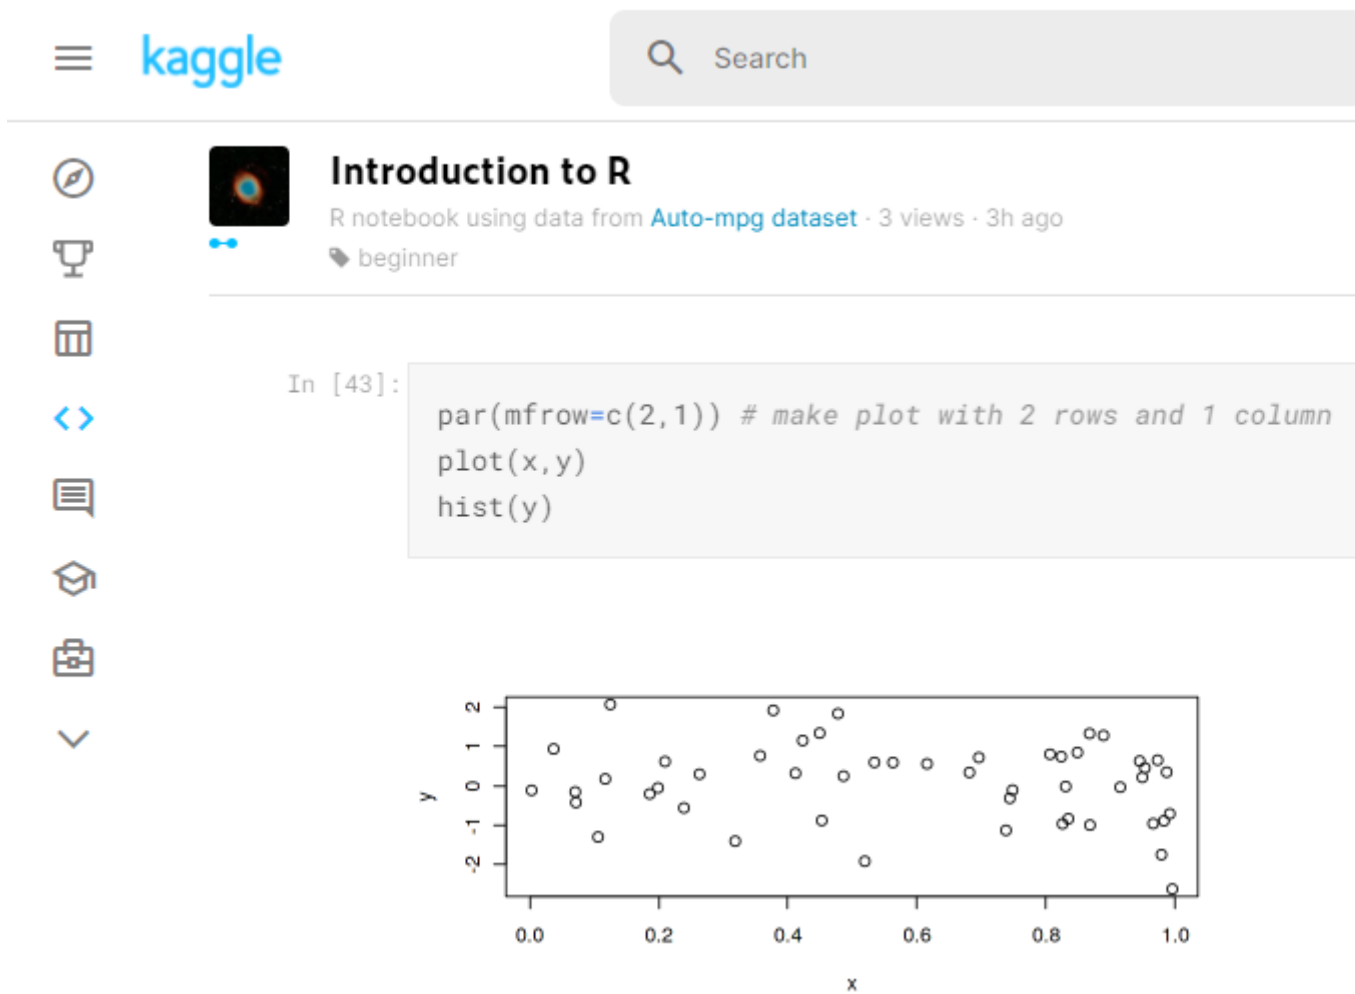 kaggle
Search
Introduction to R
R notebook using data from Auto-mpg dataset · 3 views · 3h ago
beginner
In [43]:
par(mfrow=c(2,1)) # make plot with 2 rows and 1 column
plot(x,y)
hist(y)
2
1
0
-1
-2
y
0.0 0.2 0.4 0.6 0.8 1.0
x